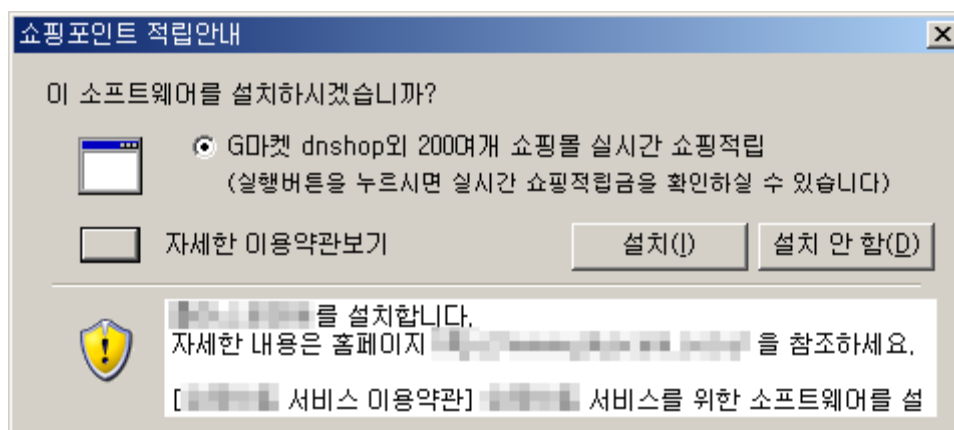 쇼핑포인트 적립안내
이 소프트웨어를 설치하시겠습니까?
G마켓 dnshop외 200여개 쇼핑몰 실시간 쇼핑적립
(실행버튼을 누르시면 실시간 쇼핑적립금을 확인하실 수 있습니다)
자세한 이용약관보기
설치(I)
설치 안 함(D)
를 설치합니다.
자세한 내용은 홈페이지 을 참조하세요.
[ 서비스 이용약관] 서비스를 위한 소프트웨어를 설